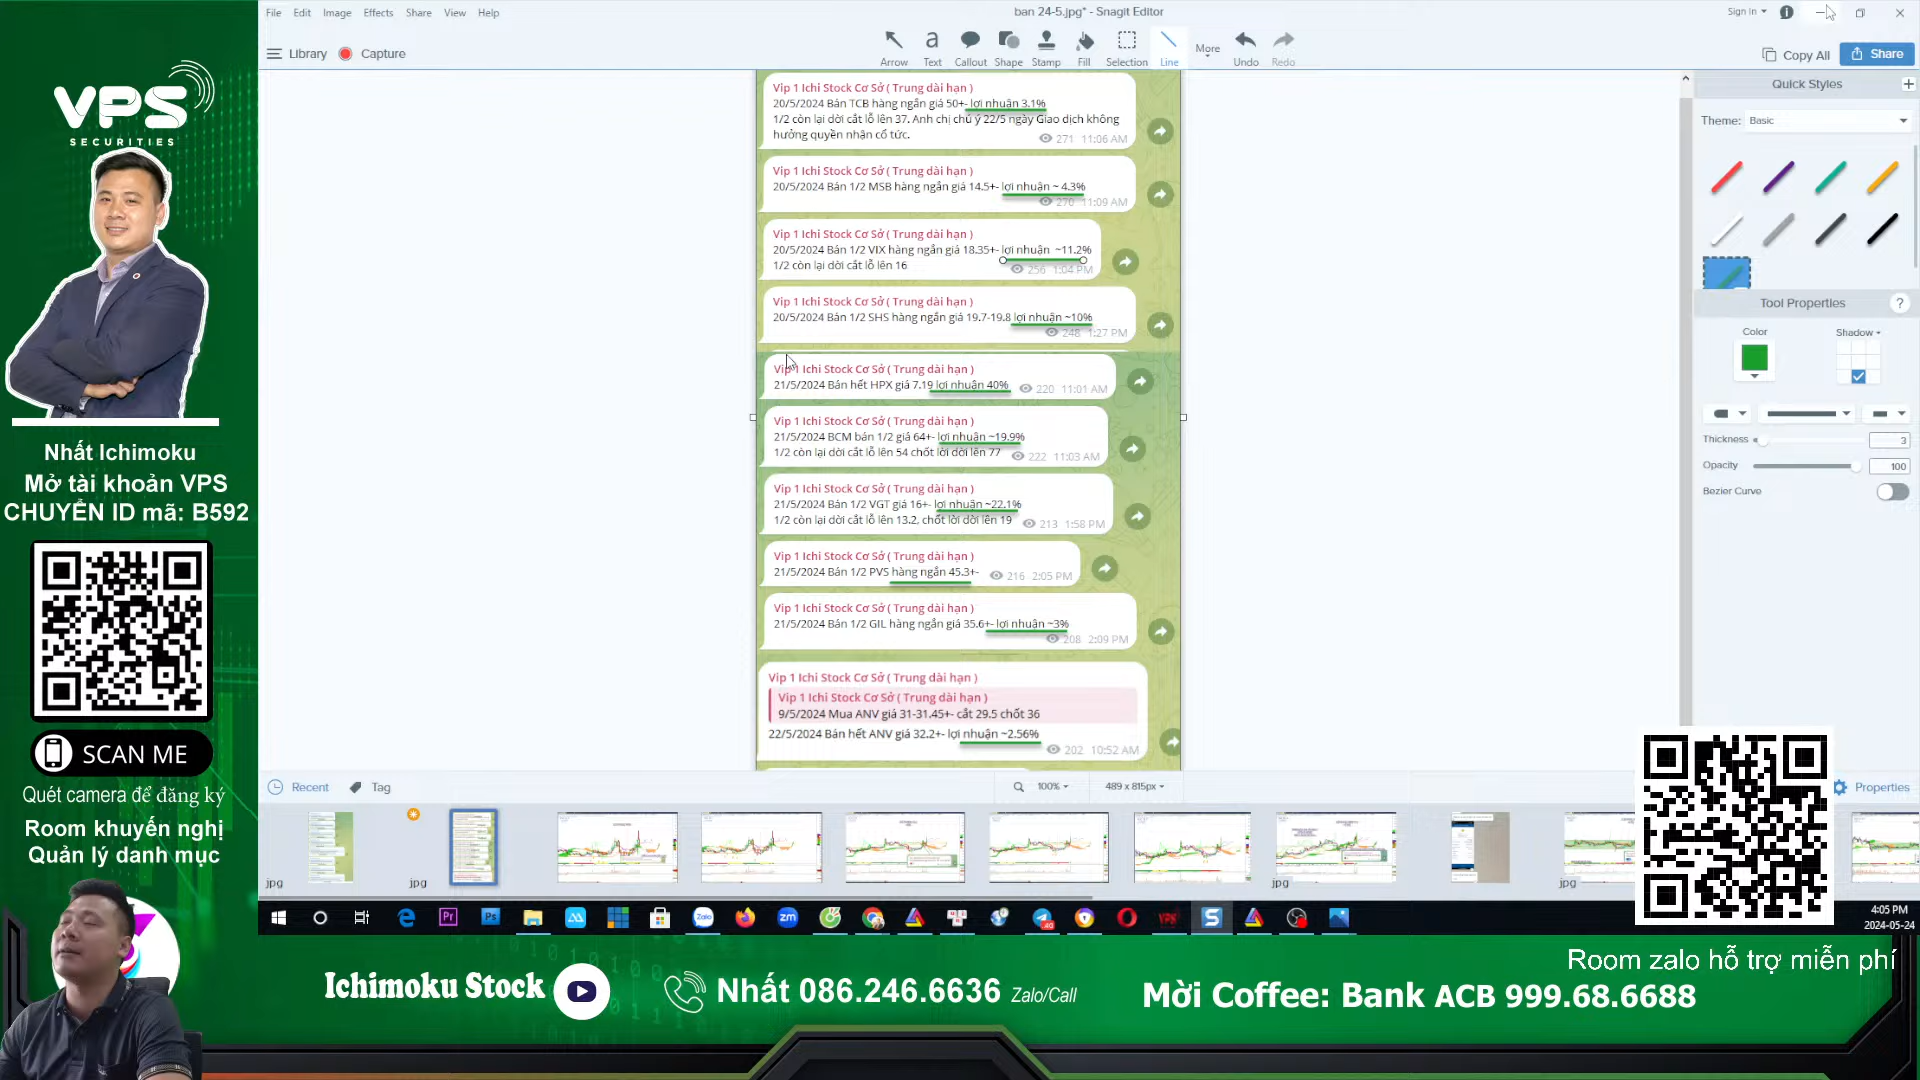 VPS
SECURITIES
Nhất Ichimoku
Mở tài khoản VPS
CHUYỂN ID mã: B592
SCAN ME
Quét camera để đăng ký
Room khuyến nghị
Quản lý danh mục
File Edit Image Effects Share View Help
ban 24-5.jpg* - Snagit Editor
Sign In
Library Capture
Arrow Text Callout Shape Stamp Fill Selection Line More Undo Redo
Copy All Share
Vip 1 Ichi Stock Cơ Sở ( Trung dài hạn )
20/5/2024 Bán TCB hàng ngắn giá 50+- lợi nhuận 3.1%
1/2 còn lại dời cắt lỗ lên 37. Anh chị chú ý 22/5 ngày Giao dịch không
hưởng quyền nhận cổ tức.
271 11:06 AM
Vip 1 Ichi Stock Cơ Sở ( Trung dài hạn )
20/5/2024 Bán 1/2 MSB hàng ngắn giá 14.5+- lợi nhuận ~ 4.3%
270 11:09 AM
Vip 1 Ichi Stock Cơ Sở ( Trung dài hạn )
20/5/2024 Bán 1/2 VIX hàng ngắn giá 18.35+- lợi nhuận ~11.2%
1/2 còn lại dời cắt lỗ lên 16
256 1:04 PM
Vip 1 Ichi Stock Cơ Sở ( Trung dài hạn )
20/5/2024 Bán 1/2 SHS hàng ngắn giá 19.7-19.8 lợi nhuận ~10%
248 1:27 PM
Vip 1 Ichi Stock Cơ Sở ( Trung dài hạn )
21/5/2024 Bán hết HPX giá 7.19 lợi nhuận 40%
220 11:01 AM
Vip 1 Ichi Stock Cơ Sở ( Trung dài hạn )
21/5/2024 BCM bán 1/2 giá 64+- lợi nhuận ~19.9%
1/2 còn lại dời cắt lỗ lên 54 chốt lời dời lên 77
222 11:03 AM
Vip 1 Ichi Stock Cơ Sở ( Trung dài hạn )
21/5/2024 Bán 1/2 VGT giá 16+- lợi nhuận ~22.1%
1/2 còn lại dời cắt lỗ lên 13.2, chốt lời dời lên 19
213 1:58 PM
Vip 1 Ichi Stock Cơ Sở ( Trung dài hạn )
21/5/2024 Bán 1/2 PVS hàng ngắn 45.3+-
216 2:05 PM
Vip 1 Ichi Stock Cơ Sở ( Trung dài hạn )
21/5/2024 Bán 1/2 GIL hàng ngắn giá 35.6+- lợi nhuận ~3%
208 2:09 PM
Vip 1 Ichi Stock Cơ Sở ( Trung dài hạn )
Vip 1 Ichi Stock Cơ Sở ( Trung dài hạn )
9/5/2024 Mua ANV giá 31-31.45+- cắt 29.5 chốt 36
22/5/2024 Bán hết ANV giá 32.2+- lợi nhuận ~2.56%
202 10:52 AM
Quick Styles
Theme: Basic
Tool Properties
Color Shadow
Thickness 3
Opacity 100
Bezier Curve
Recent Tag
100% 489 x 815px
Properties
jpg
jpg
jpg
jpg
4:05 PM
2024-05-24
Ichimoku Stock
Nhất 086.246.6636 Zalo/Call
Room zalo hỗ trợ miễn phí
Mời Coffee: Bank ACB 999.68.6688